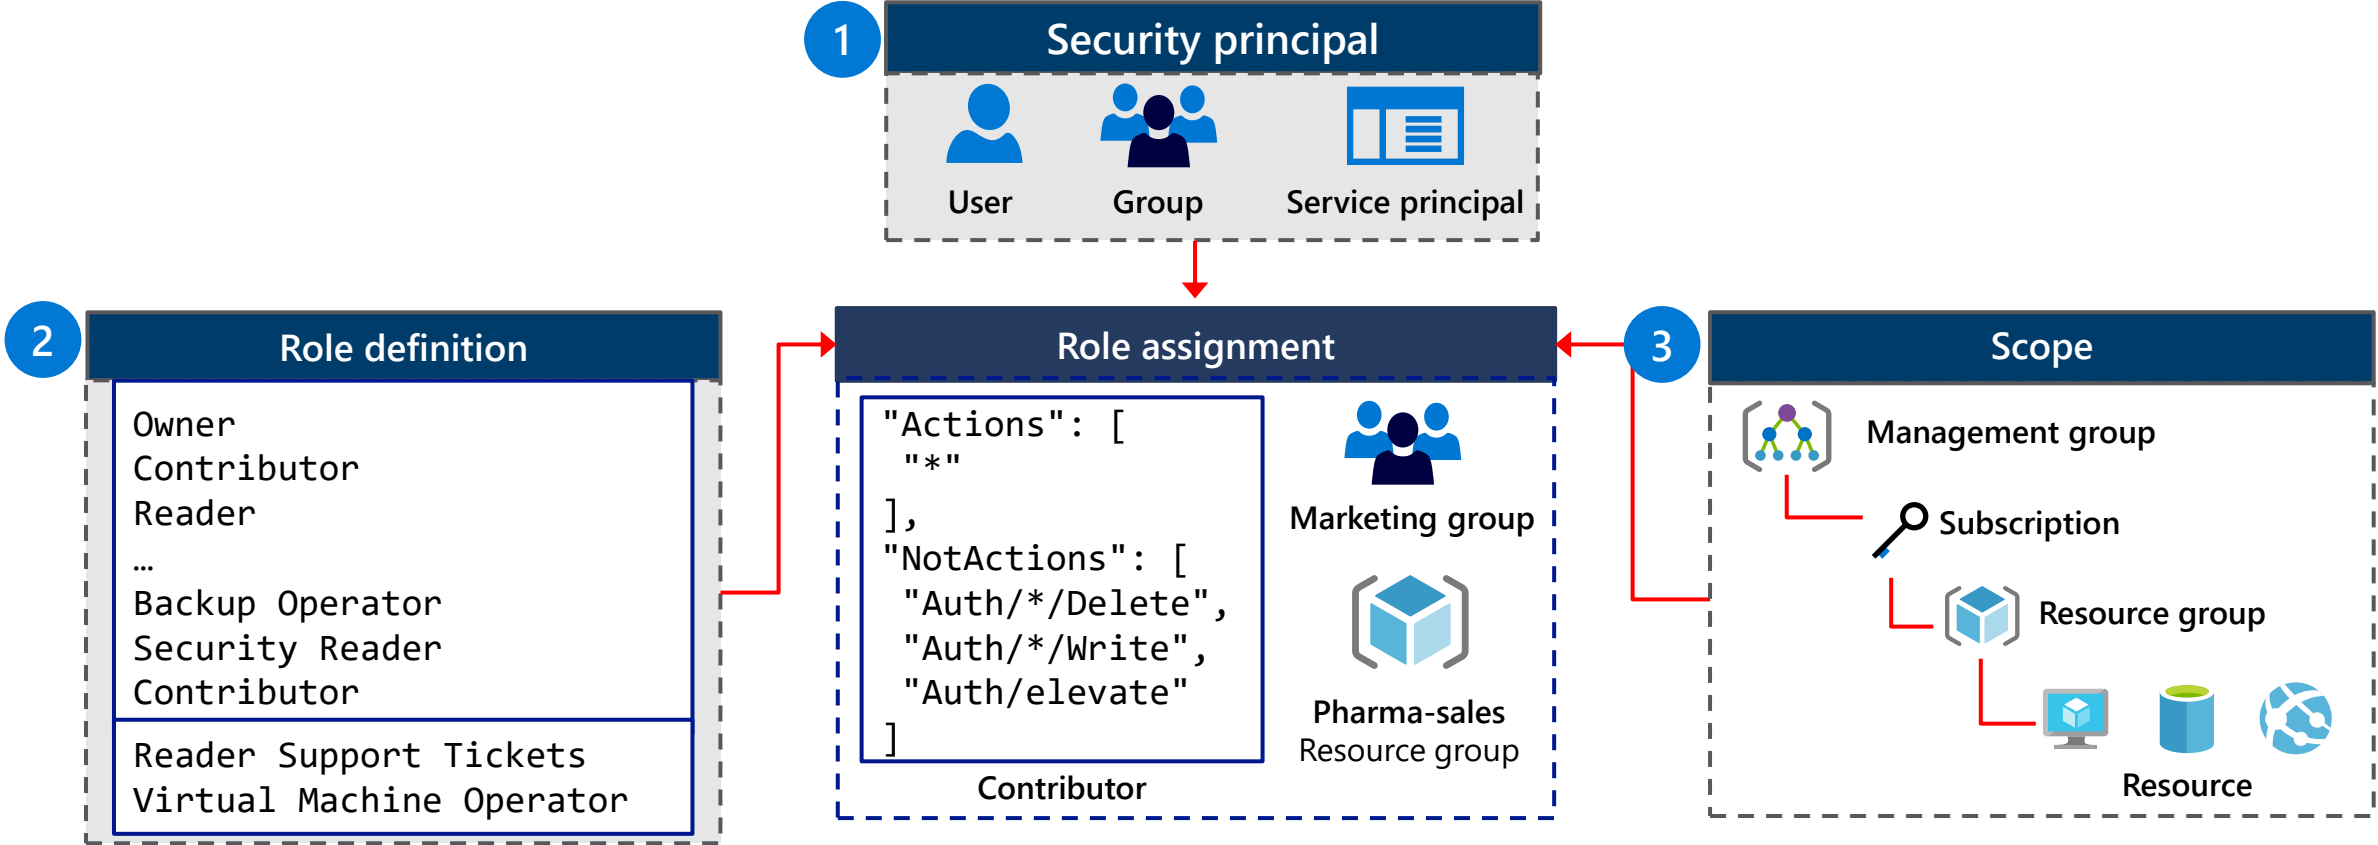 1
Security principal
User
Group
Service principal
2
Role definition
Owner
Contributor
Reader
…
Backup Operator
Security Reader
Contributor
Reader Support Tickets
Virtual Machine Operator
Role assignment
"Actions": [
"*"
],
"NotActions": [
"Auth/*/Delete",
"Auth/*/Write",
"Auth/elevate"
]
Contributor
Marketing group
Pharma-sales
Resource group
3
Scope
Management group
Subscription
Resource group
Resource